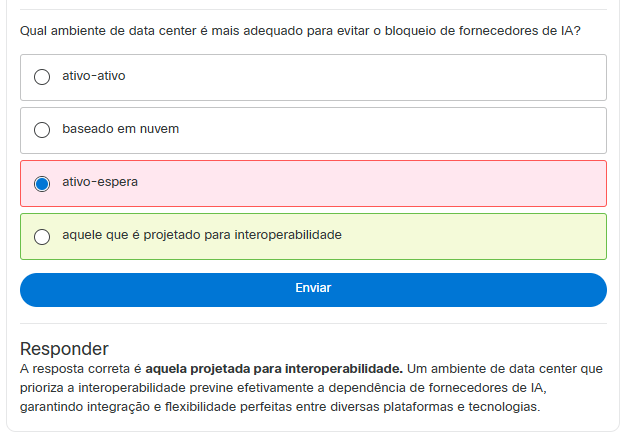 Qual ambiente de data center é mais adequado para evitar o bloqueio de fornecedores de IA?
ativo-ativo
baseado em nuvem
ativo-espera
aquele que é projetado para interoperabilidade
Enviar
Responder
A resposta correta é aquela projetada para interoperabilidade. Um ambiente de data center que
prioriza a interoperabilidade previne efetivamente a dependência de fornecedores de IA,
garantindo integração e flexibilidade perfeitas entre diversas plataformas e tecnologias.